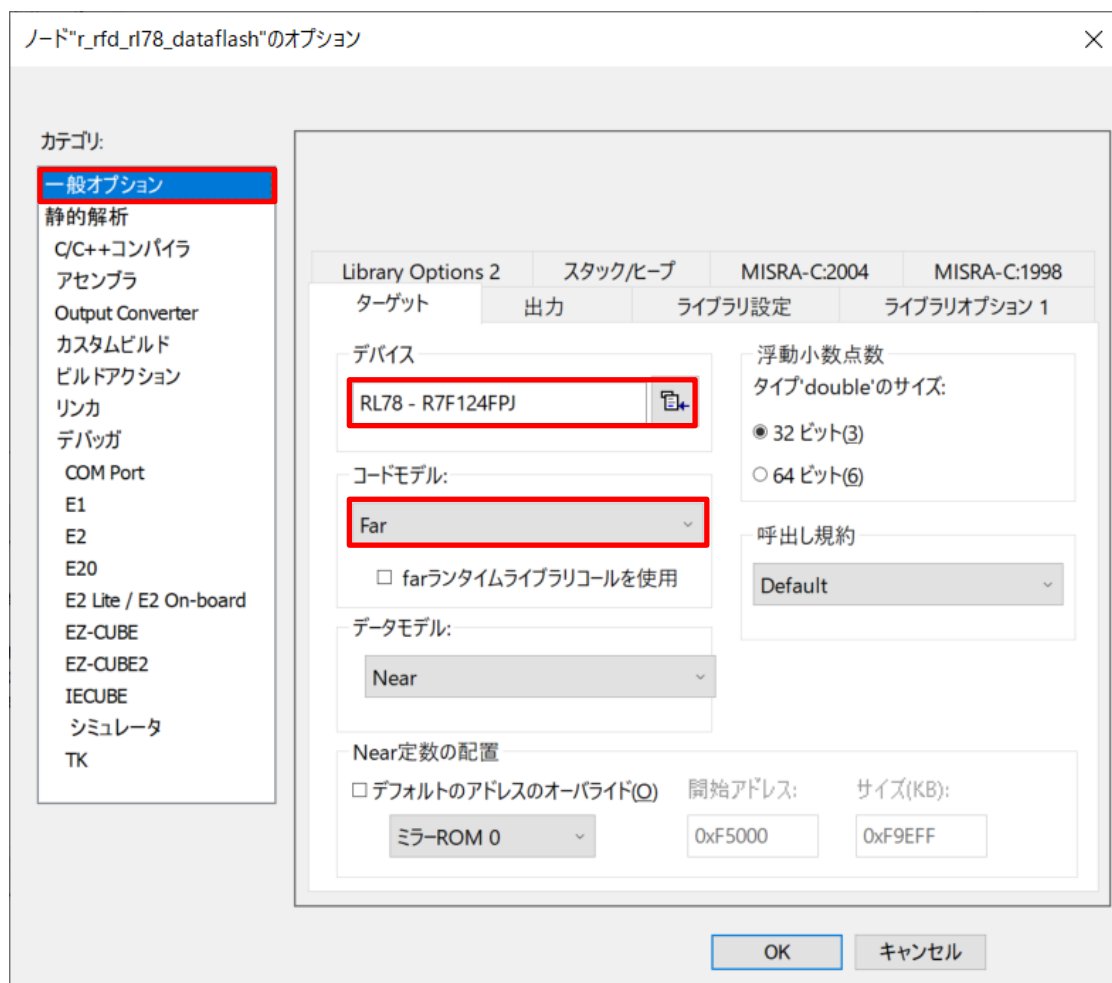 ノード"r_rfd_rl78_dataflash"のオプション
カテゴリ:
一般オプション
静的解析
C/C++コンパイラ
アセンブラ
Output Converter
カスタムビルド
ビルドアクション
リンカ
デバッガ
COM Port
E1
E2
E20
E2 Lite / E2 On-board
EZ-CUBE
EZ-CUBE2
IECUBE
シミュレータ
TK
Library Options 2 スタック/ヒープ MISRA-C:2004 MISRA-C:1998
ターゲット 出力 ライブラリ設定 ライブラリオプション 1
デバイス
RL78 - R7F124FPJ
コードモデル:
Far
farランタイムライブラリコールを使用
データモデル:
Near
浮動小数点数
タイプ'double'のサイズ:
32 ビット(3)
64 ビット(6)
呼出し規約
Default
Near定数の配置
デフォルトのアドレスのオーバライド(O) 開始アドレス: サイズ(KB):
ミラーROM 0 0xF5000 0xF9EFF
OK キャンセル